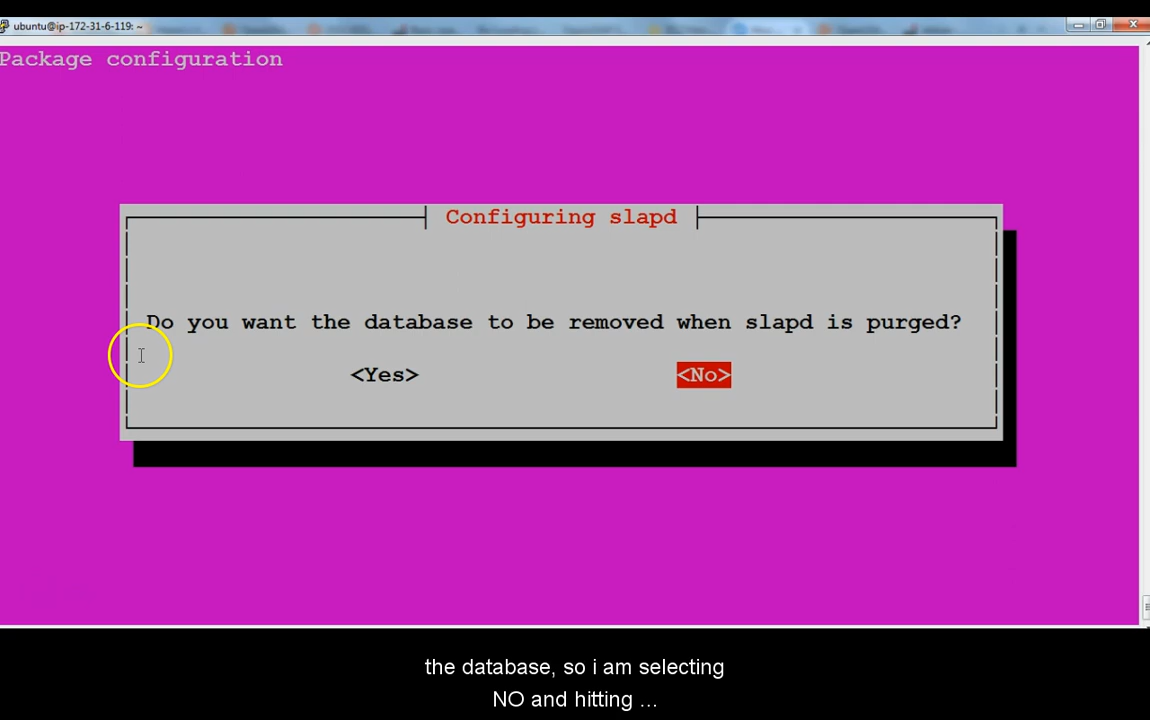 ubuntu@ip-172-31-6-119: ~
Package configuration
Configuring slapd
Do you want the database to be removed when slapd is purged?
<Yes> <No>
the database, so i am selecting
NO and hitting ...